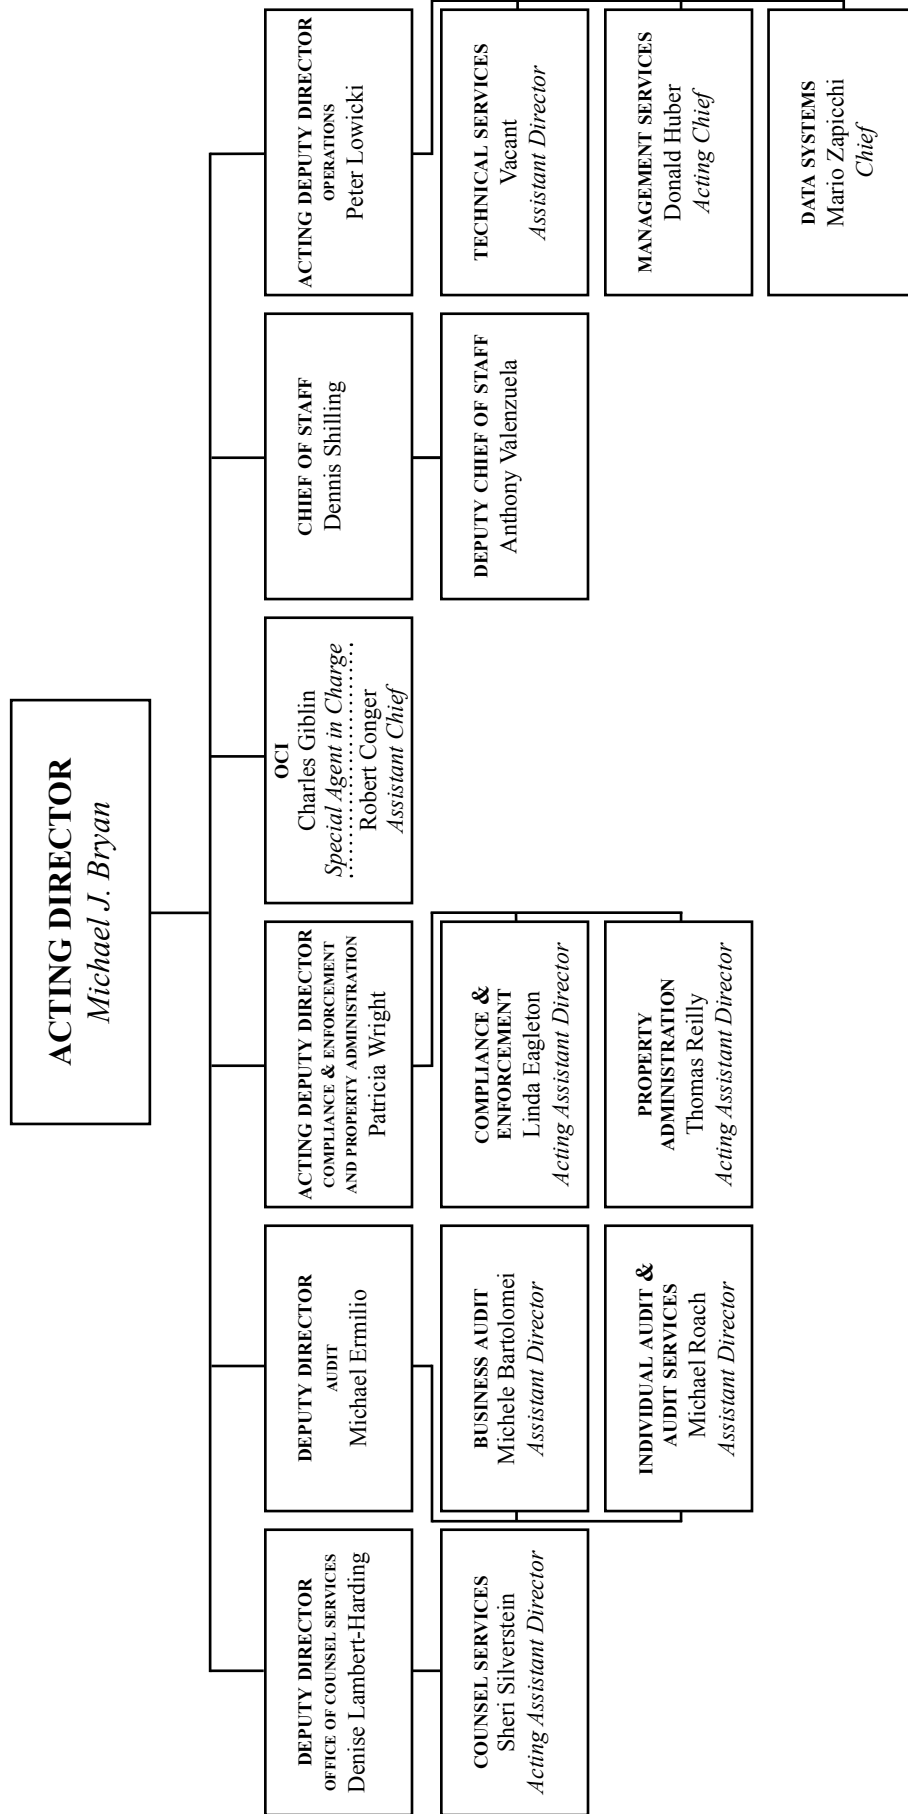 ACTING DIRECTOR
Michael J. Bryan
DEPUTY DIRECTOR
OFFICE OF COUNSEL SERVICES
Denise Lambert-Harding
DEPUTY DIRECTOR
AUDIT
Michael Ermilio
ACTING DEPUTY DIRECTOR
COMPLIANCE & ENFORCEMENT
AND PROPERTY ADMINISTRATION
Patricia Wright
OCI
Charles Giblin
Special Agent in Charge
Robert Conger
Assistant Chief
CHIEF OF STAFF
Dennis Shilling
ACTING DEPUTY DIRECTOR
OPERATIONS
Peter Lowicki
COUNSEL SERVICES
Sheri Silverstein
Acting Assistant Director
BUSINESS AUDIT
Michele Bartolomei
Assistant Director
COMPLIANCE &
ENFORCEMENT
Linda Eagleton
Acting Assistant Director
DEPUTY CHIEF OF STAFF
Anthony Valenzuela
TECHNICAL SERVICES
Vacant
Assistant Director
INDIVIDUAL AUDIT &
AUDIT SERVICES
Michael Roach
Assistant Director
PROPERTY
ADMINISTRATION
Thomas Reilly
Acting Assistant Director
MANAGEMENT SERVICES
Donald Huber
Acting Chief
DATA SYSTEMS
Mario Zapicchi
Chief